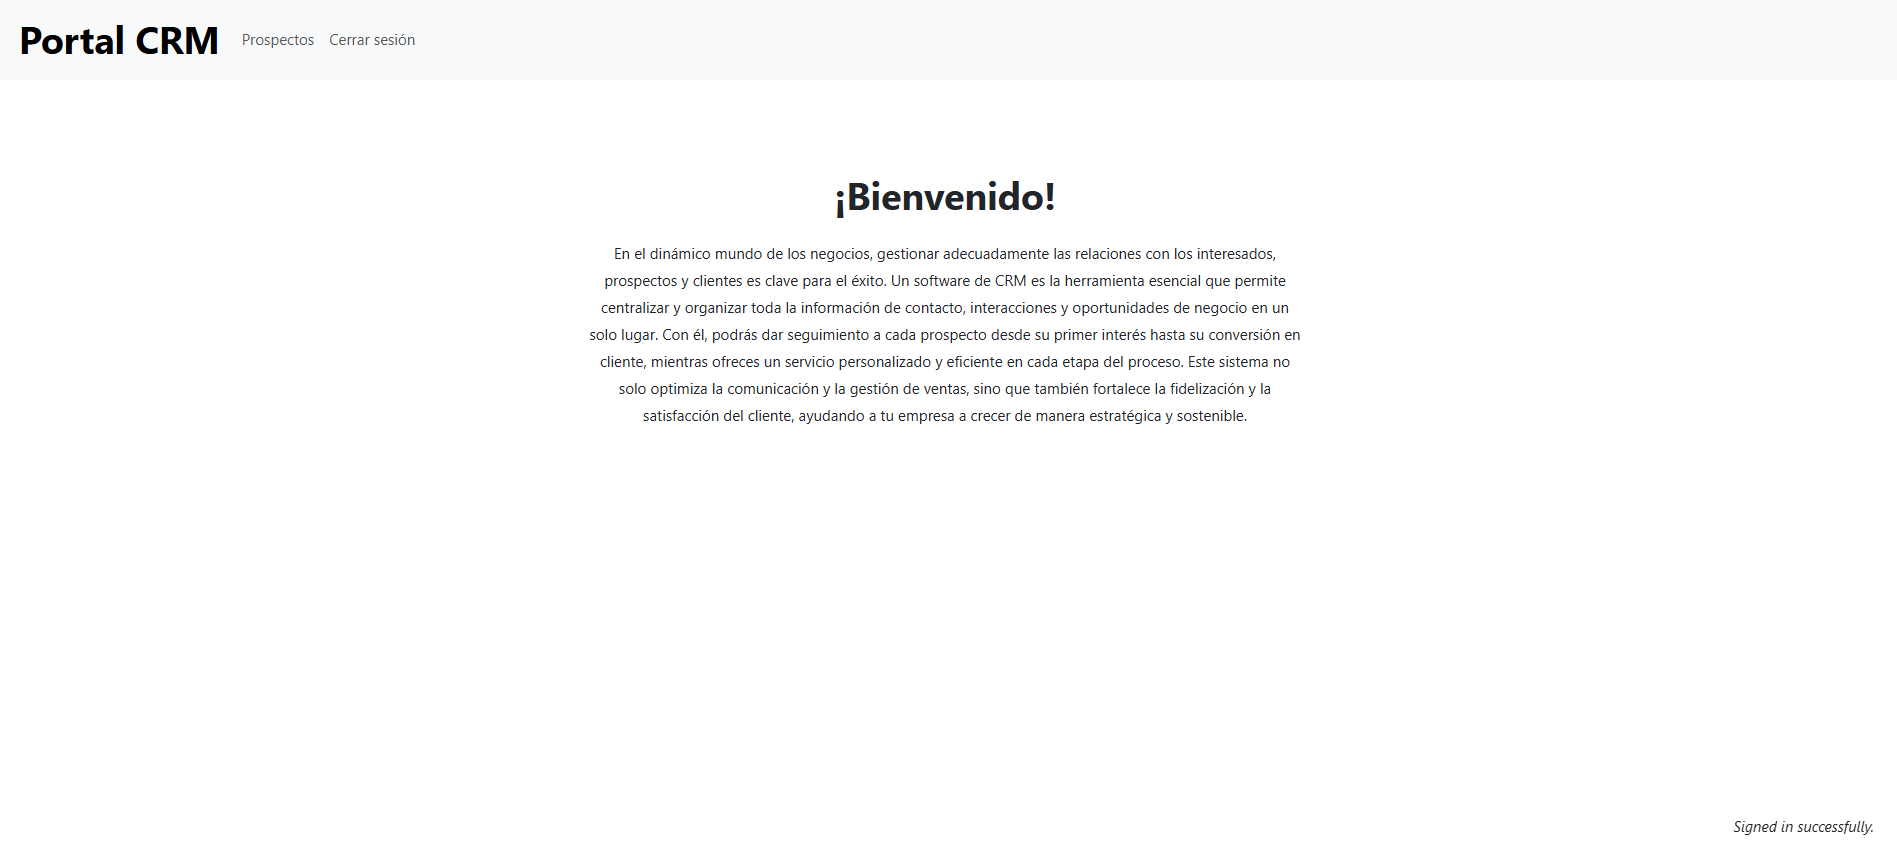 Portal CRM Prospectos Cerrar sesión
¡Bienvenido!
En el dinámico mundo de los negocios, gestionar adecuadamente las relaciones con los interesados,
prospectos y clientes es clave para el éxito. Un software de CRM es la herramienta esencial que permite
centralizar y organizar toda la información de contacto, interacciones y oportunidades de negocio en un
solo lugar. Con él, podrás dar seguimiento a cada prospecto desde su primer interés hasta su conversión en
cliente, mientras ofreces un servicio personalizado y eficiente en cada etapa del proceso. Este sistema no
solo optimiza la comunicación y la gestión de ventas, sino que también fortalece la fidelización y la
satisfacción del cliente, ayudando a tu empresa a crecer de manera estratégica y sostenible.
Signed in successfully.